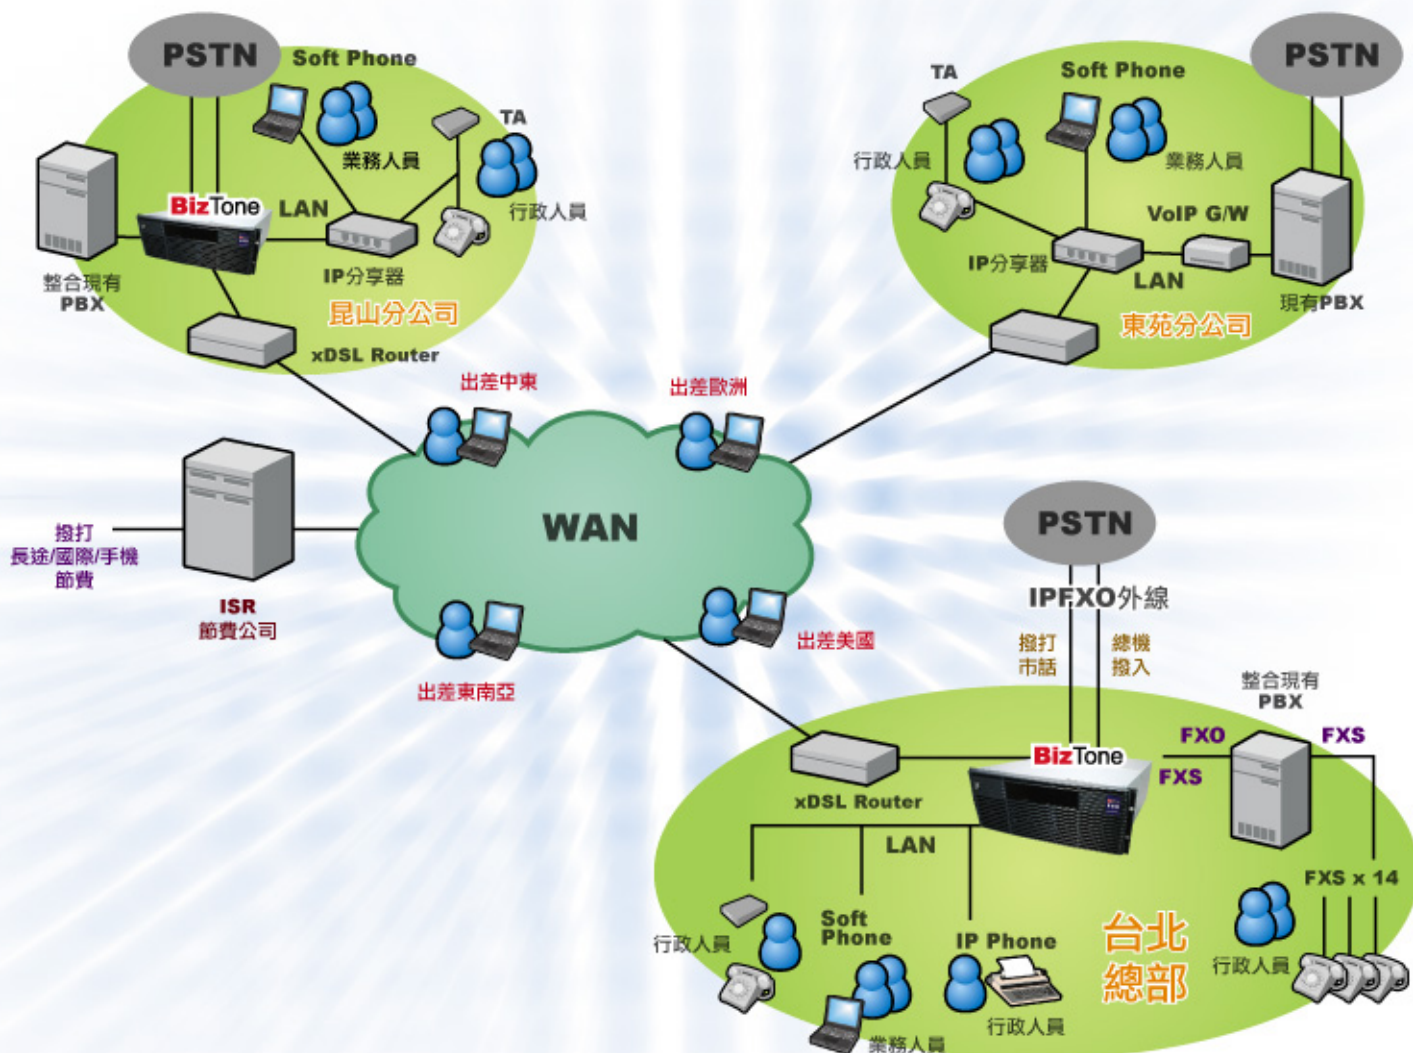 PSTN
Soft Phone
TA
業務人員
行政人員
BizTone
LAN
IP分享器
整合現有
PBX
昆山分公司
xDSL Router
PSTN
TA
Soft Phone
行政人員
業務人員
VoIP G/W
IP分享器
LAN
現有PBX
東苑分公司
出差中東
出差歐洲
WAN
撥打
長途/國際/手機
節費
ISR
節費公司
出差東南亞
出差美國
PSTN
IPFXO外線
撥打
市話
總機
撥入
整合現有
PBX
BizTone
FXO
FXS
FXS
xDSL Router
LAN
FXS x 14
行政人員
Soft
Phone
IP Phone
台北
總部
行政人員
行政人員
業務人員